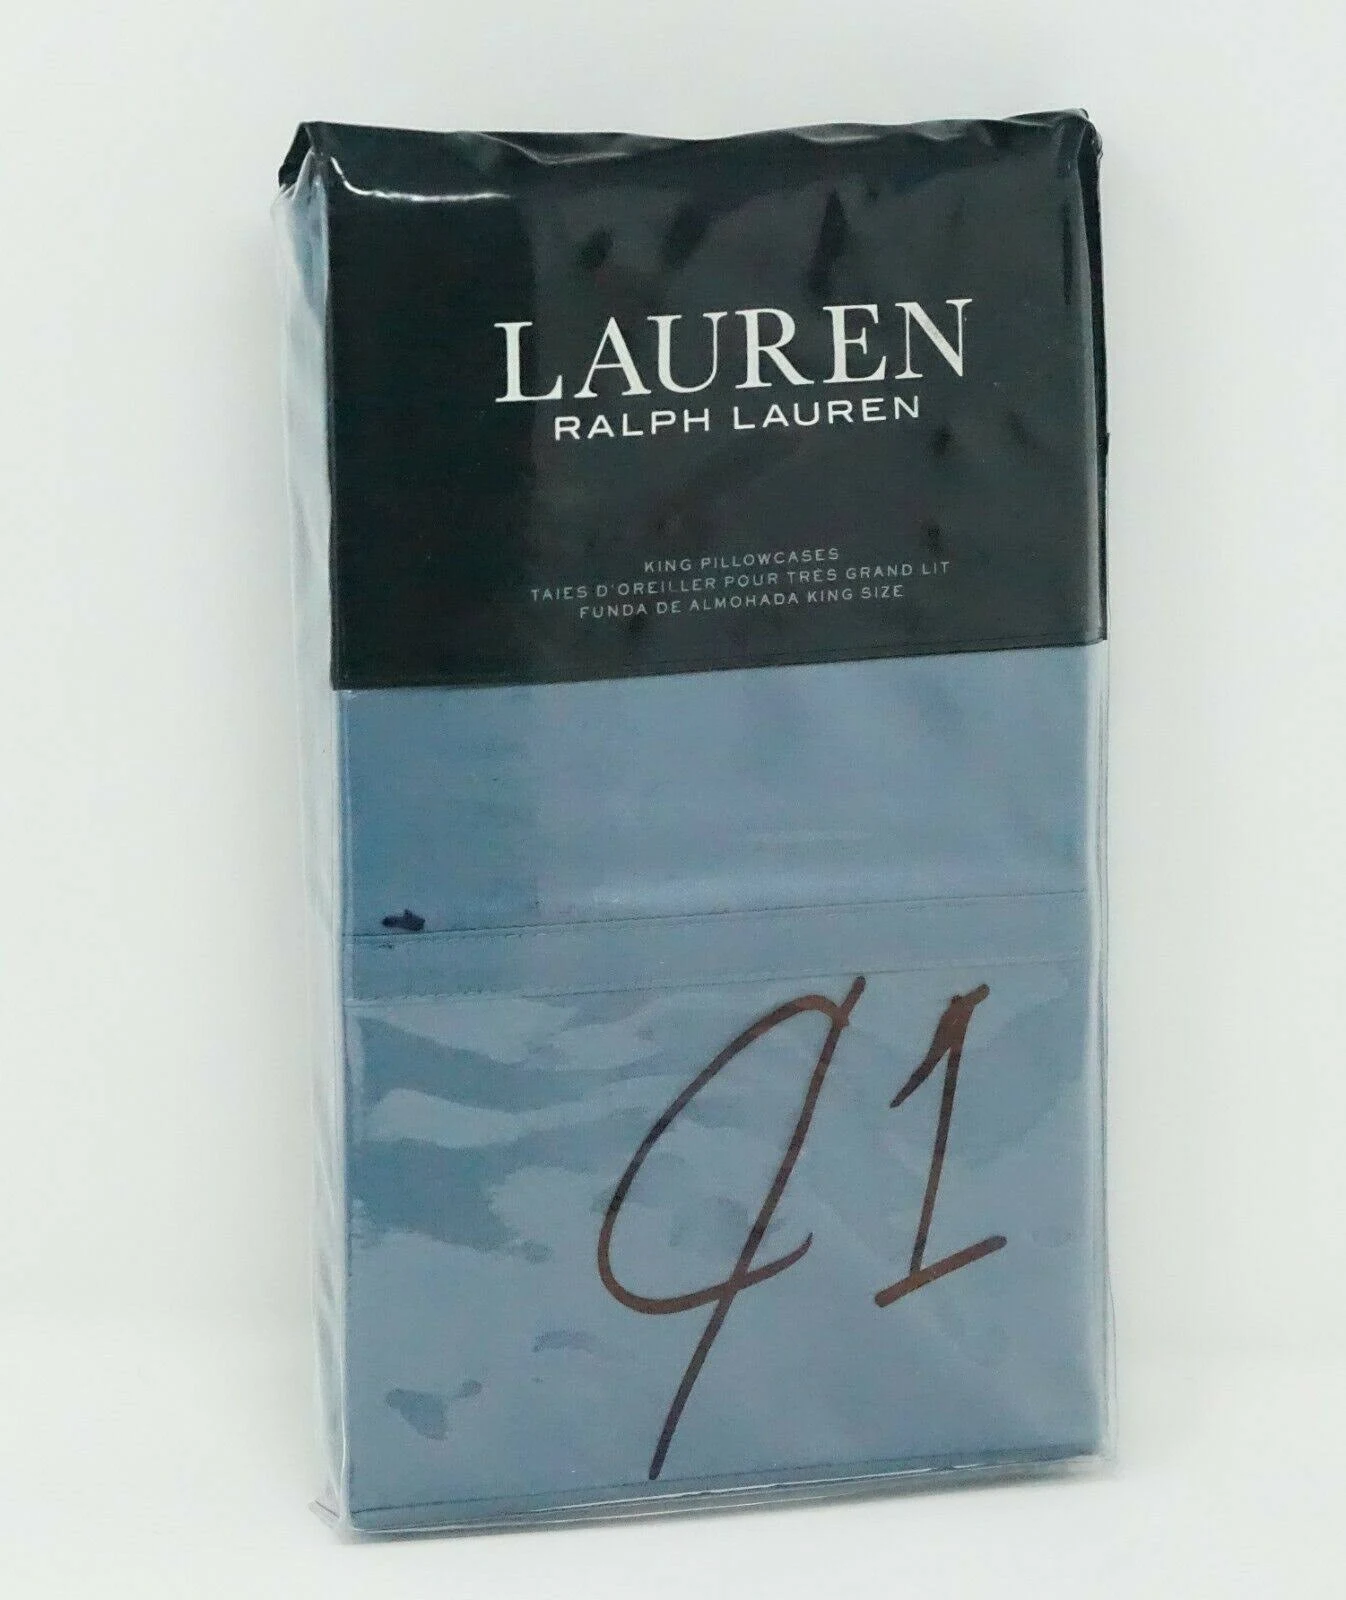 LAUREN
RALPH LAUREN
KING PILLOWCASES
TAIES D'OREILLER POUR TRÈS GRAND LIT
FUNDA DE ALMOHADA KING SIZE